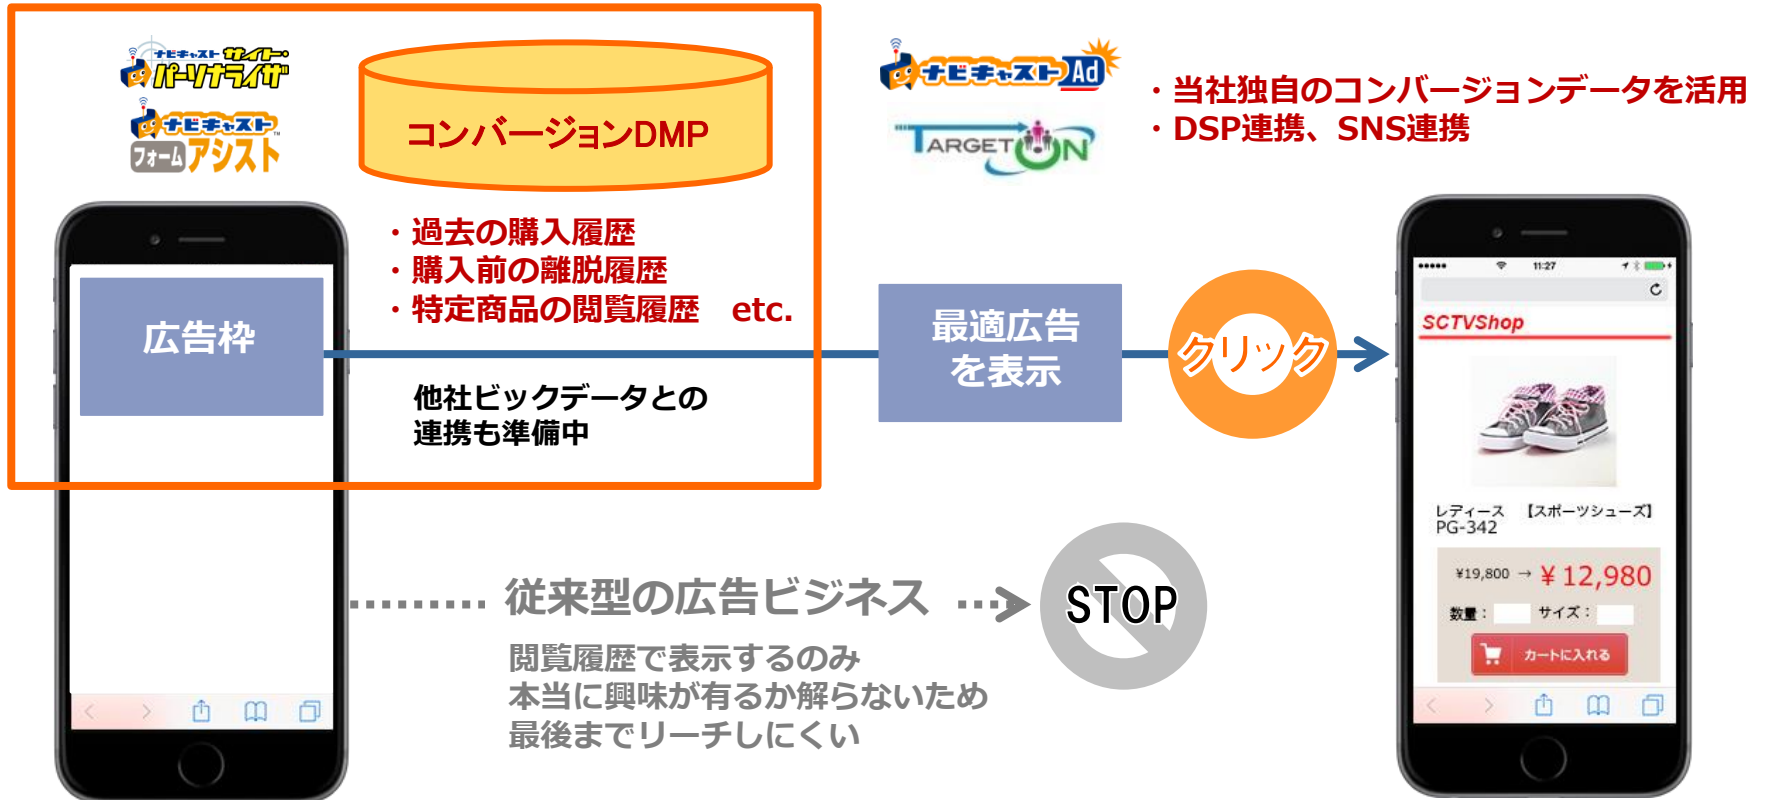 ナビキャスト サイト・
パーソナライザ
ナビキャスト
フォームアシスト
コンバージョンDMP
・過去の購入履歴
・購入前の離脱履歴
・特定商品の閲覧履歴　etc.
広告枠
他社ビックデータとの
連携も準備中
ナビキャスト Ad
TARGET ON
・当社独自のコンバージョンデータを活用
・DSP連携、SNS連携
最適広告
を表示
クリック
従来型の広告ビジネス
閲覧履歴で表示するのみ
本当に興味が有るか解らないため
最後までリーチしにくい
STOP
11:27
SCTVShop
レディース　【スポーツシューズ】
PG-342
¥19,800 → ¥12,980
数量： サイズ：
カートに入れる